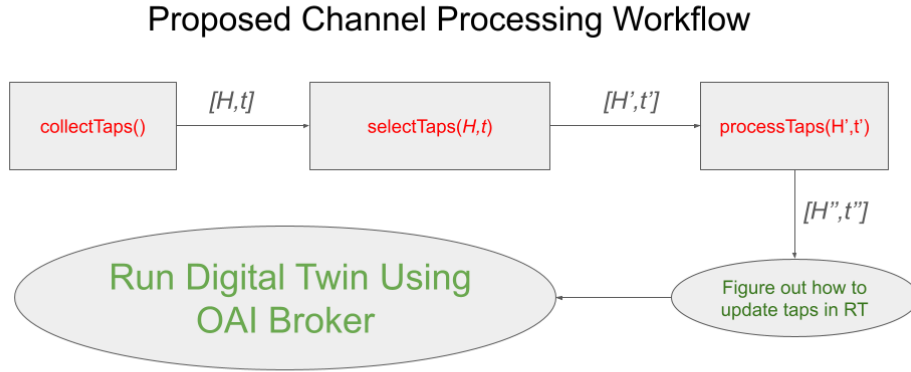 Proposed Channel Processing Workflow
[H,t]
[H’,t’]
collectTaps()
selectTaps(H,t)
processTaps(H’,t’)
[H”,t”]
Run Digital Twin Using
OAI Broker
Figure out how to
update taps in RT